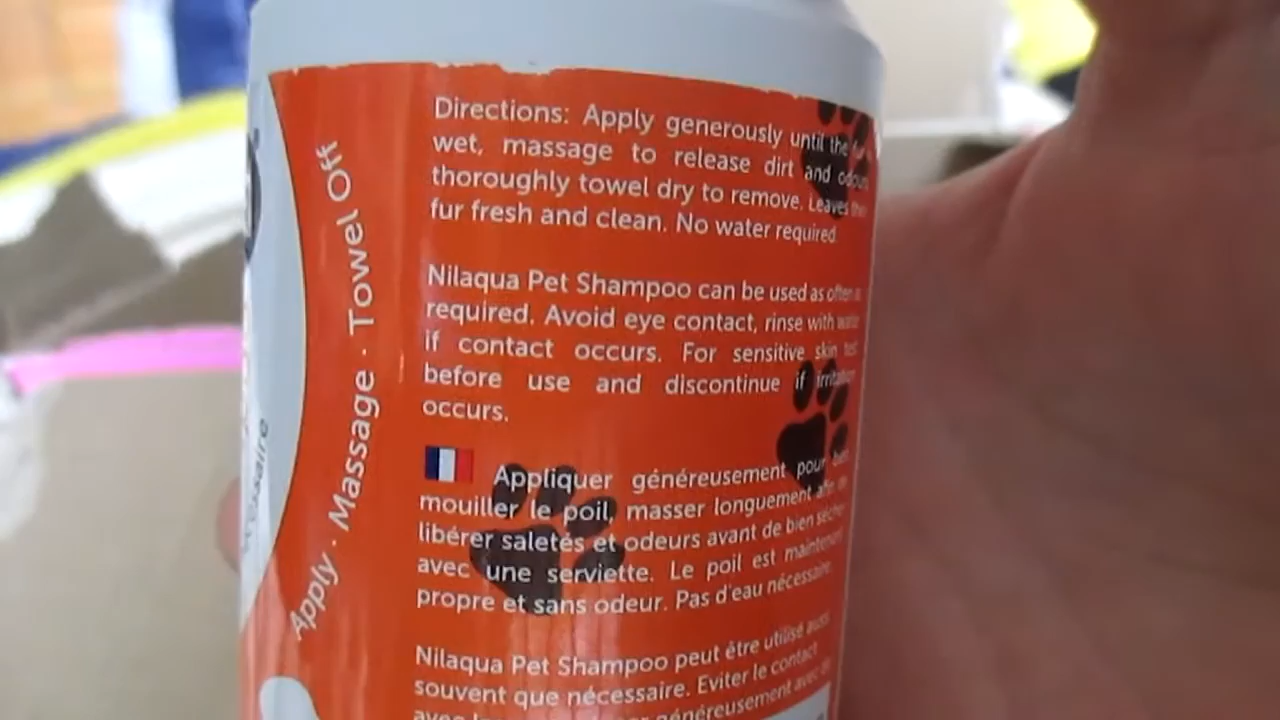 Apply · Massage · Towel Off
Directions: Apply generously until the
wet, massage to release dirt and odours
thoroughly towel dry to remove. Leaves the
fur fresh and clean. No water required.
Nilaqua Pet Shampoo can be used as often as
required. Avoid eye contact, rinse with water
if contact occurs. For sensitive skin test
before use and discontinue if irritation
occurs.
Appliquer généreusement pour
mouiller le poil, masser longuement afin de
libérer saletés et odeurs avant de bien
avec une serviette. Le poil est maintenant
propre et sans odeur. Pas d'eau nécessaire.
Nilaqua Pet Shampoo peut être utilisé aussi
souvent que nécessaire. Eviter le contact
généreusement avec